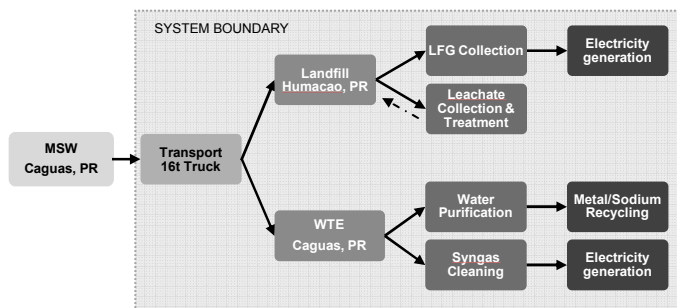 SYSTEM BOUNDARY
MSW
Caguas, PR
Transport
16t Truck
Landfill
Humacao, PR
LFG Collection
Electricity
generation
Leachate
Collection &
Treatment
WTE
Caguas, PR
Water
Purification
Metal/Sodium
Recycling
Syngas
Cleaning
Electricity
generation